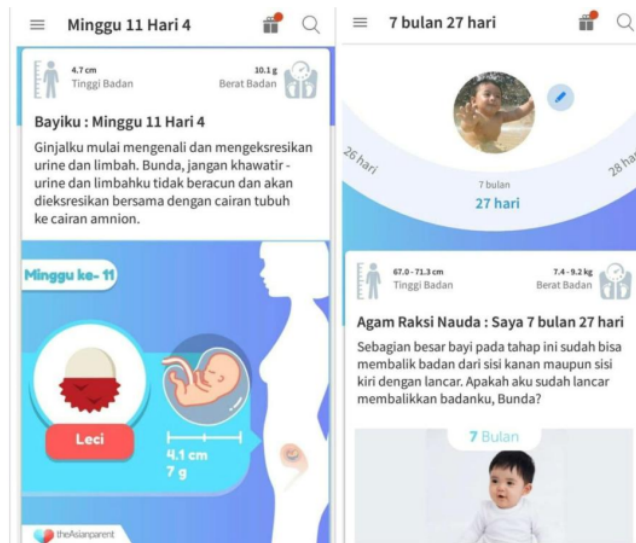 Minggu 11 Hari 4
4.7 cm
Tinggi Badan
10.1 g
Berat Badan
Bayiku : Minggu 11 Hari 4
Ginjalku mulai mengenali dan mengeksresikan
urine dan limbah. Bunda, jangan khawatir -
urine dan limbahku tidak beracun dan akan
dieksresikan bersama dengan cairan tubuh
ke cairan amnion.
Minggu ke- 11
Leci
4.1 cm
7 g
theAsianparent
7 bulan 27 hari
26 hari
7 bulan
27 hari
67.0 - 71.3 cm
Tinggi Badan
7.4 - 9.2 kg
Berat Badan
Agam Raksi Nauda : Saya 7 bulan 27 hari
Sebagian besar bayi pada tahap ini sudah bisa
membalik badan dari sisi kanan maupun sisi
kiri dengan lancar. Apakah aku sudah lancar
membalikkan badanku, Bunda?
7 Bulan